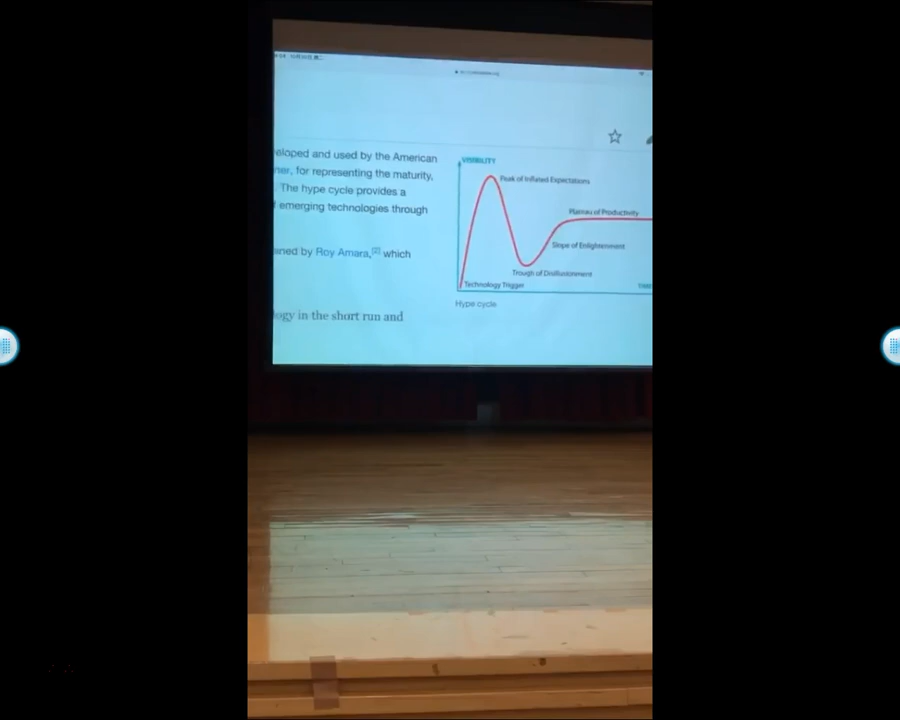 eloped and used by the American
ner, for representing the maturity,
. The hype cycle provides a
f emerging technologies through
ained by Roy Amara,[2] which
ogy in the short run and
VISIBILITY
Peak of Inflated Expectations
Plateau of Productivity
Slope of Enlightenment
Trough of Disillusionment
Technology Trigger
Hype cycle